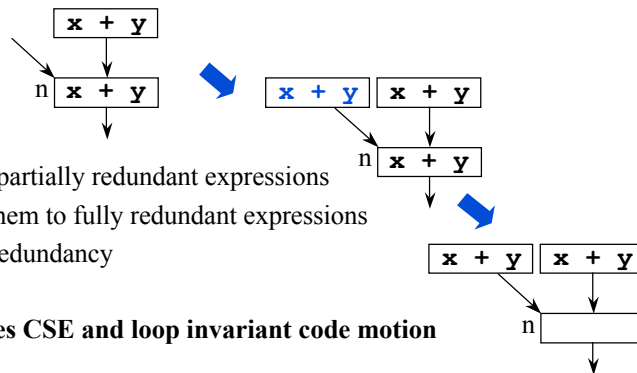 x + y
n x + y
x + y x + y
n x + y
partially redundant expressions
hem to fully redundant expressions
edundancy
x + y x + y
es CSE and loop invariant code motion
n